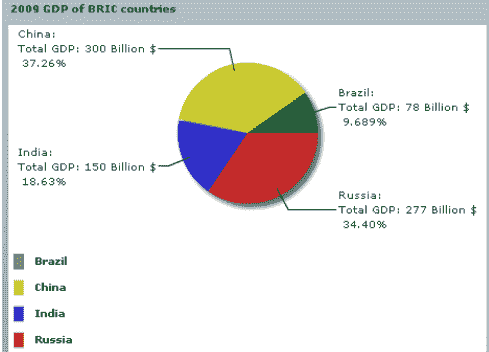 2009 GDP of BRIC countries
China:
Total GDP: 300 Billion $
37.26%
Brazil:
Total GDP: 78 Billion $
9.689%
India:
Total GDP: 150 Billion $
18.63%
Russia:
Total GDP: 277 Billion $
34.40%
Brazil
China
India
Russia